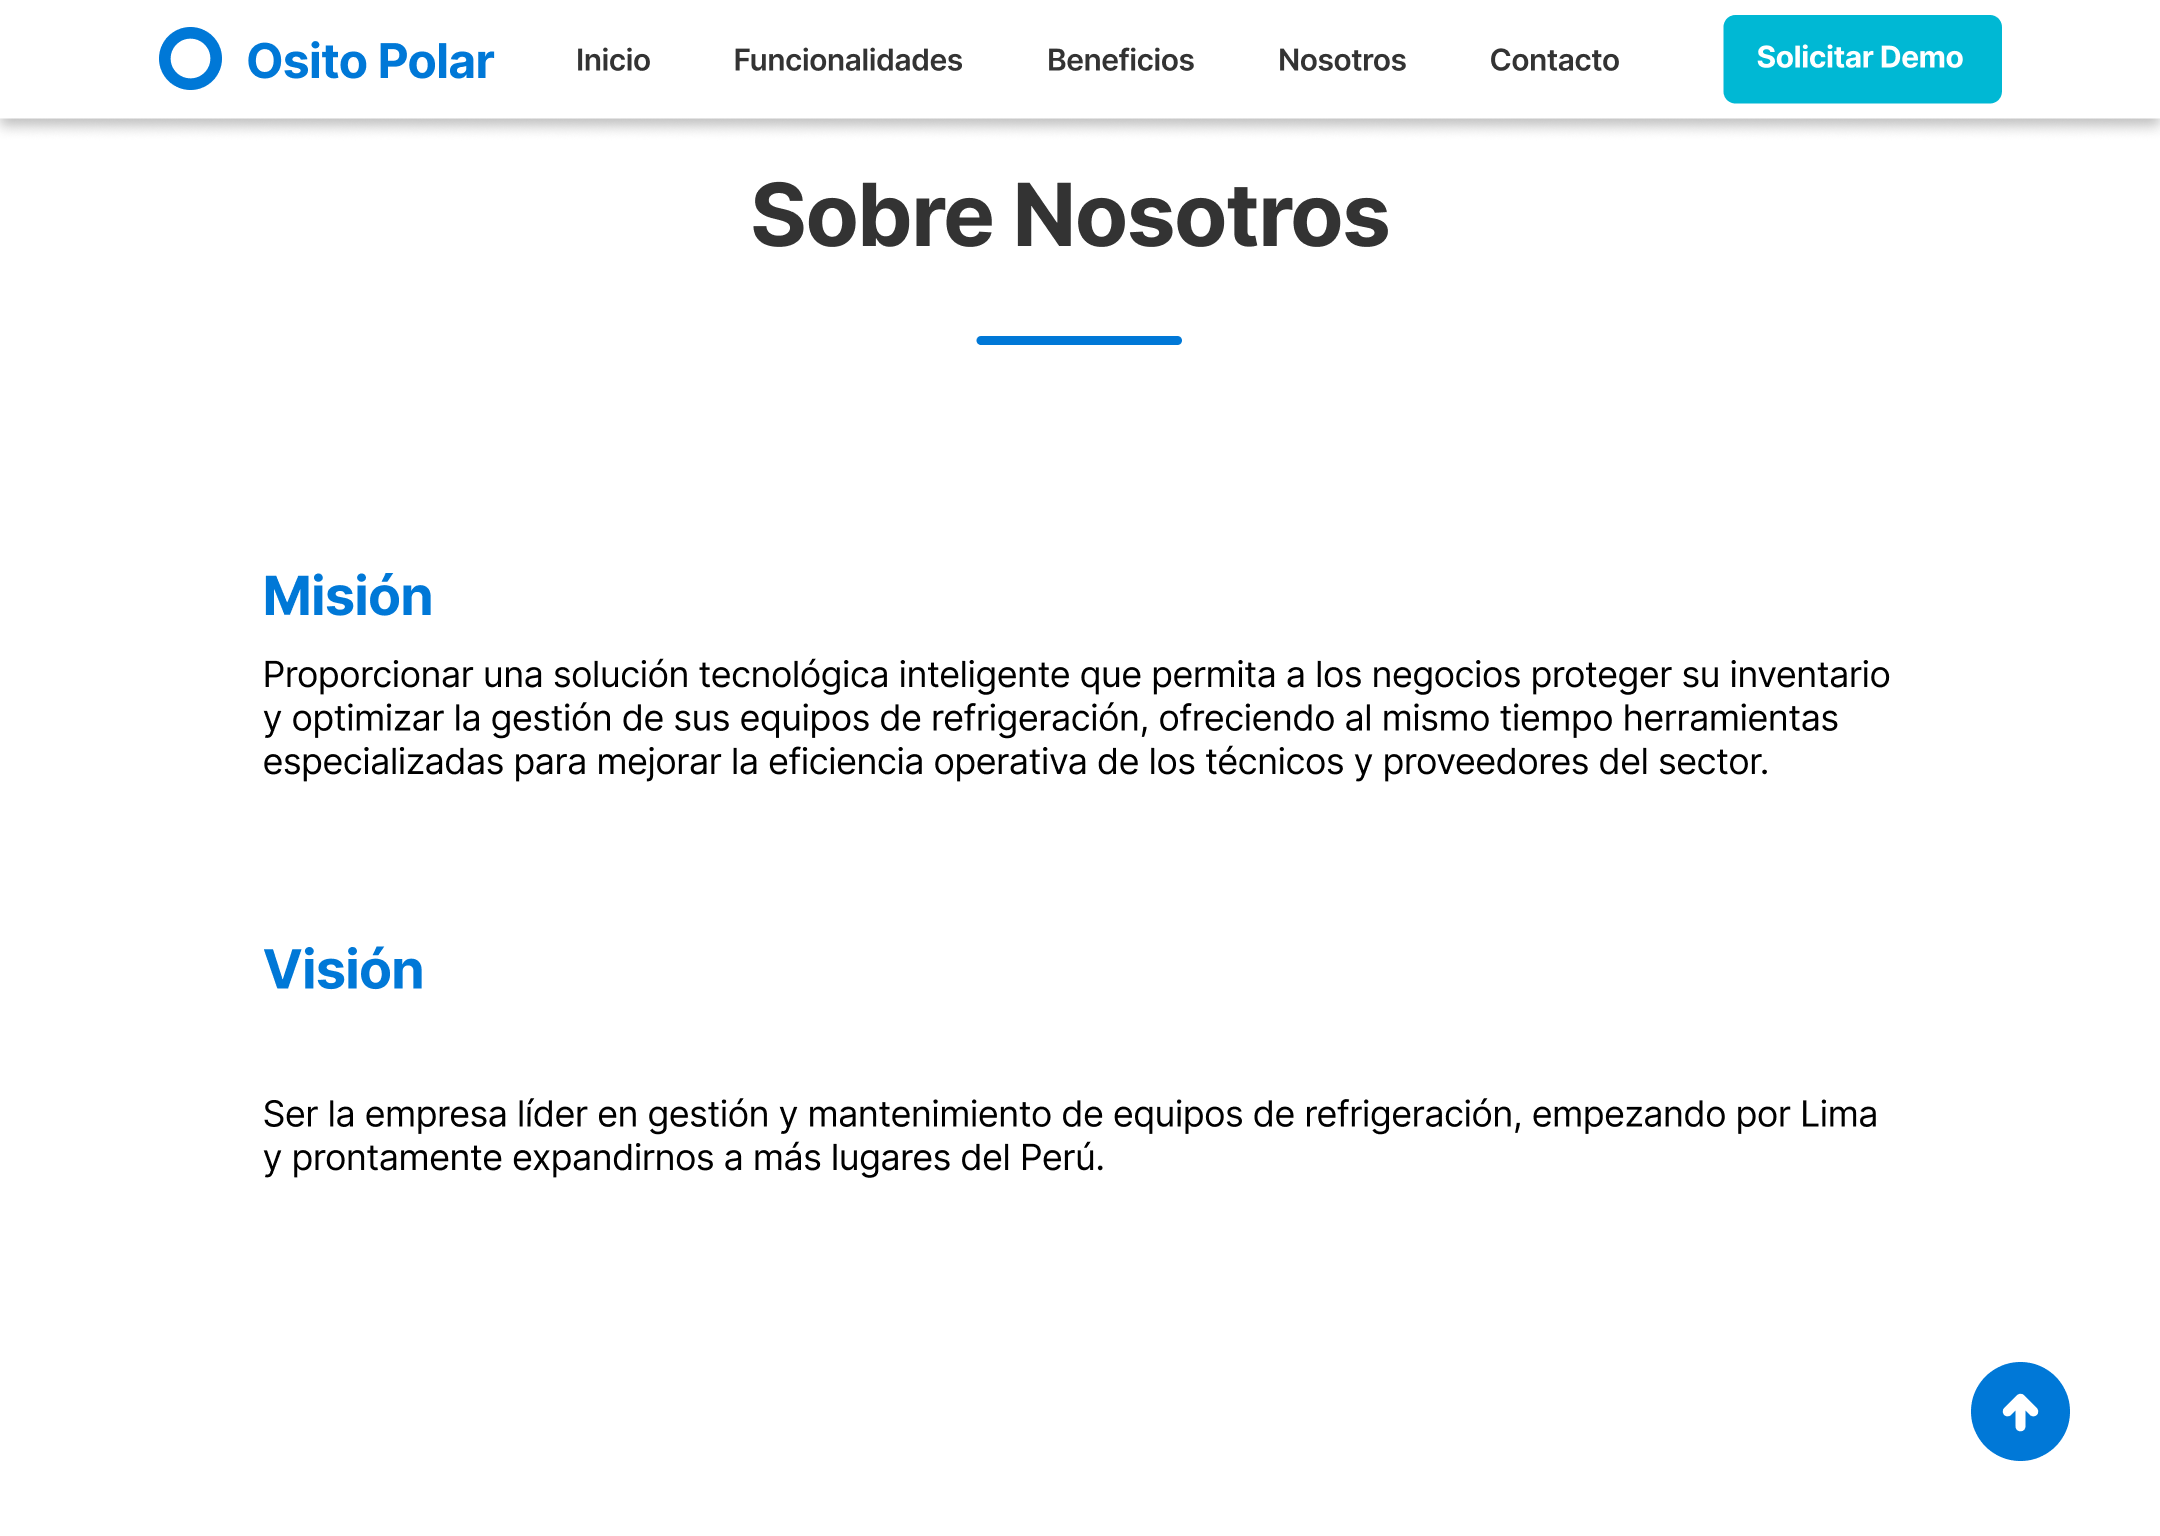 Osito Polar
Inicio
Funcionalidades
Beneficios
Nosotros
Contacto
Solicitar Demo
Sobre Nosotros
Misión
Proporcionar una solución tecnológica inteligente que permita a los negocios proteger su inventario
y optimizar la gestión de sus equipos de refrigeración, ofreciendo al mismo tiempo herramientas
especializadas para mejorar la eficiencia operativa de los técnicos y proveedores del sector.
Visión
Ser la empresa líder en gestión y mantenimiento de equipos de refrigeración, empezando por Lima
y prontamente expandirnos a más lugares del Perú.